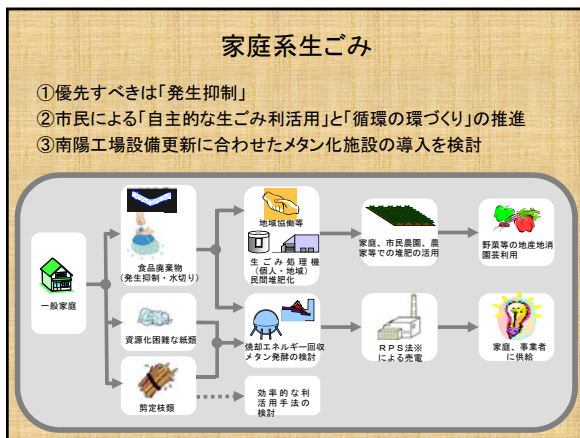 家庭系生ごみ
①優先すべきは「発生抑制」
②市民による「自主的な生ごみ利活用」と「循環の環づくり」の推進
③南陽工場設備更新に合わせたメタン化施設の導入を検討
一般家庭
食品廃棄物
(発生抑制・水切り)
資源化困難な紙類
剪定枝類
地域協働等
生ごみ処理機
(個人・地域)
民間堆肥化
焼却エネルギー回収
メタン発酵の検討
効率的な利
活用手法の
検討
家庭、市民農園、農
家等での堆肥の活用
RPS法※
による売電
野菜等の地産地消
園芸利用
家庭、事業者
に供給